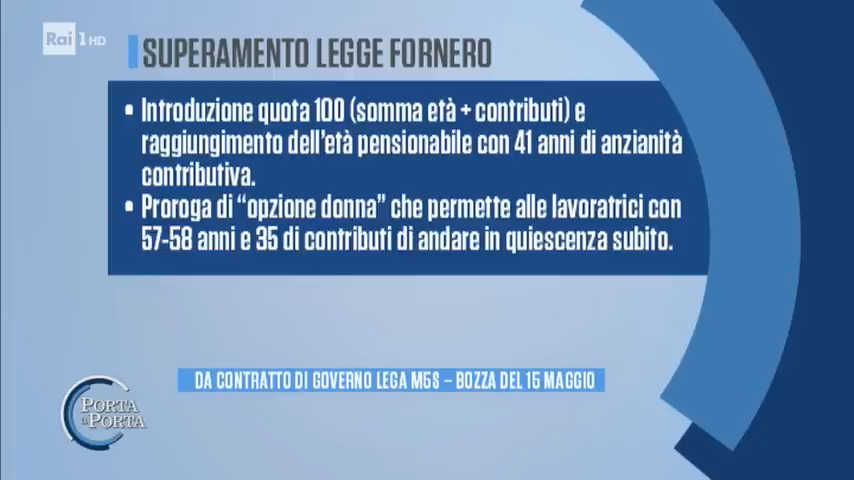 Rai 1 HD
SUPERAMENTO LEGGE FORNERO
• Introduzione quota 100 (somma età + contributi) e
raggiungimento dell'età pensionabile con 41 anni di anzianità
contributiva.
• Proroga di "opzione donna" che permette alle lavoratrici con
57-58 anni e 35 di contributi di andare in quiescenza subito.
DA CONTRATTO DI GOVERNO LEGA M5S – BOZZA DEL 15 MAGGIO
PORTA
a PORTA